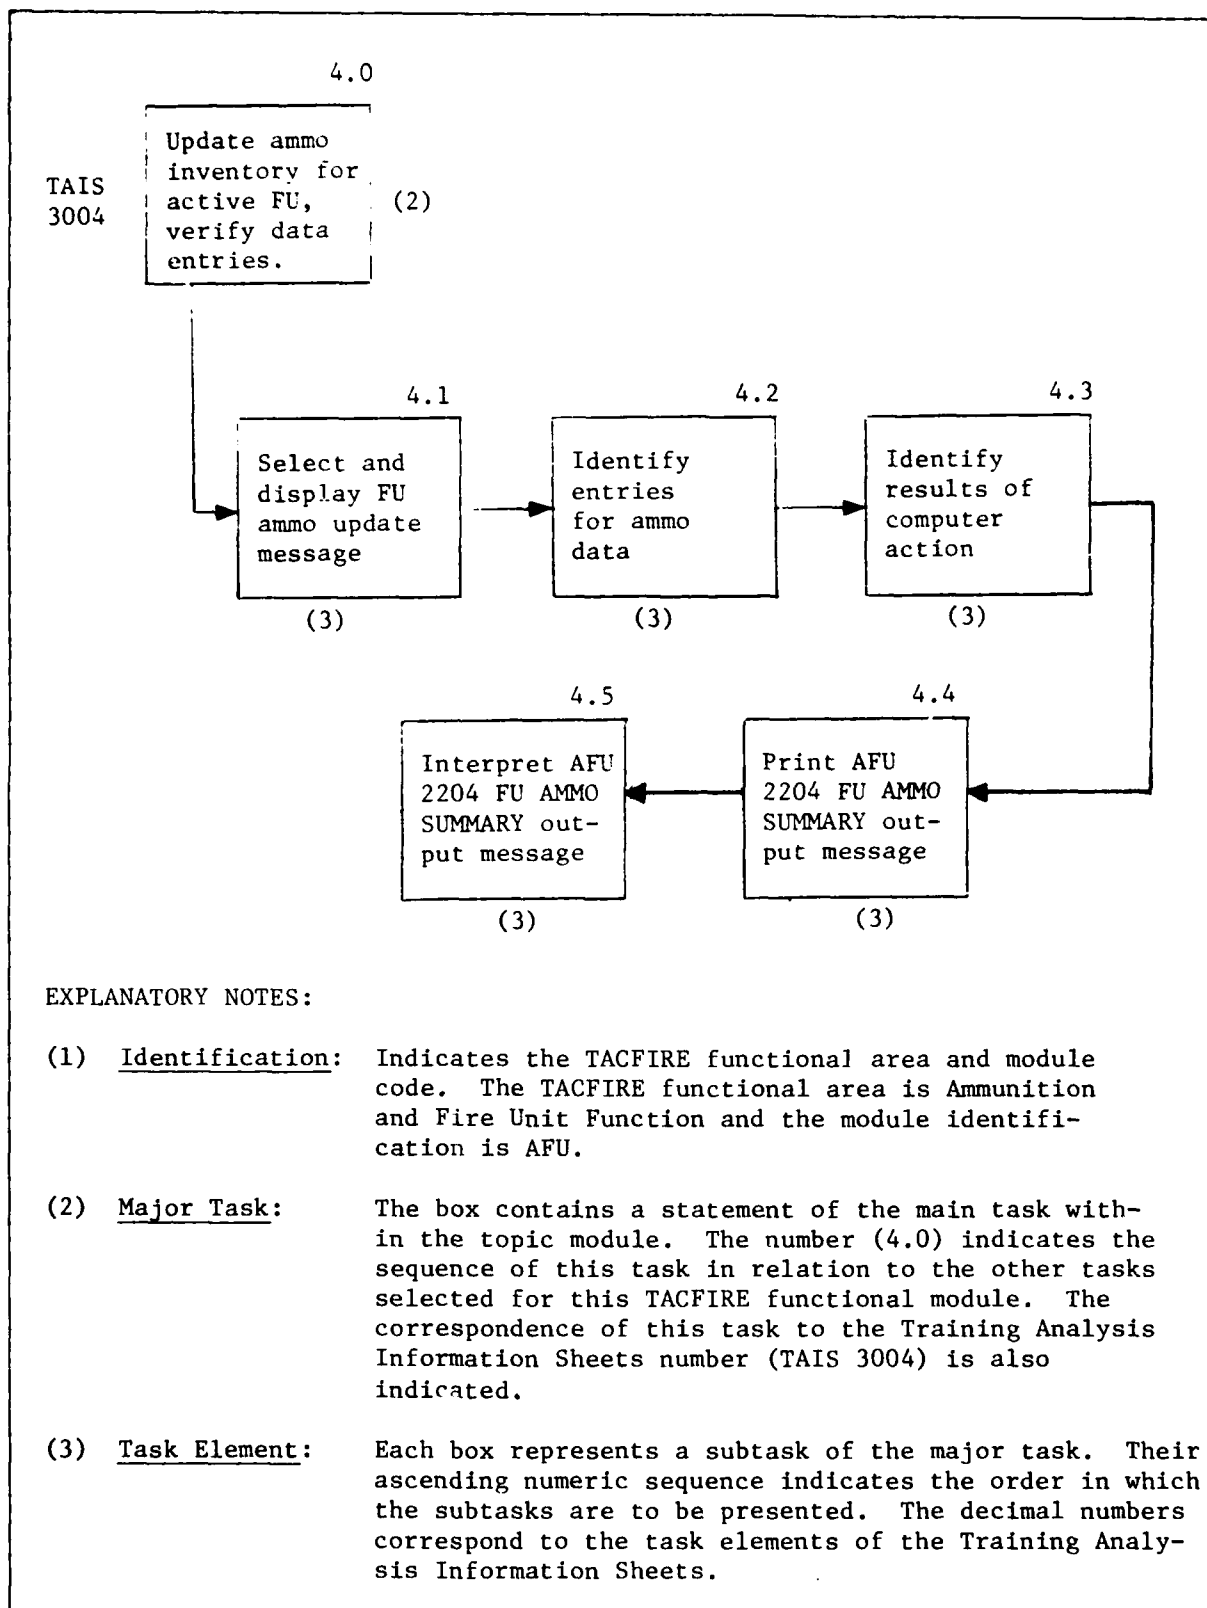 4.0
TAIS
3004
Update ammo
inventory for
active FU,
verify data
entries.
(2)
4.1
Select and
display FU
ammo update
message
(3)
4.2
Identify
entries
for ammo
data
(3)
4.3
Identify
results of
computer
action
(3)
4.5
Interpret AFU
2204 FU AMMO
SUMMARY out-
put message
(3)
4.4
Print AFU
2204 FU AMMO
SUMMARY out-
put message
(3)
EXPLANATORY NOTES:
(1) Identification: Indicates the TACFIRE functional area and module
code. The TACFIRE functional area is Ammunition
and Fire Unit Function and the module identifi-
cation is AFU.
(2) Major Task: The box contains a statement of the main task with-
in the topic module. The number (4.0) indicates the
sequence of this task in relation to the other tasks
selected for this TACFIRE functional module. The
correspondence of this task to the Training Analysis
Information Sheets number (TAIS 3004) is also
indicated.
(3) Task Element: Each box represents a subtask of the major task. Their
ascending numeric sequence indicates the order in which
the subtasks are to be presented. The decimal numbers
correspond to the task elements of the Training Analy-
sis Information Sheets.